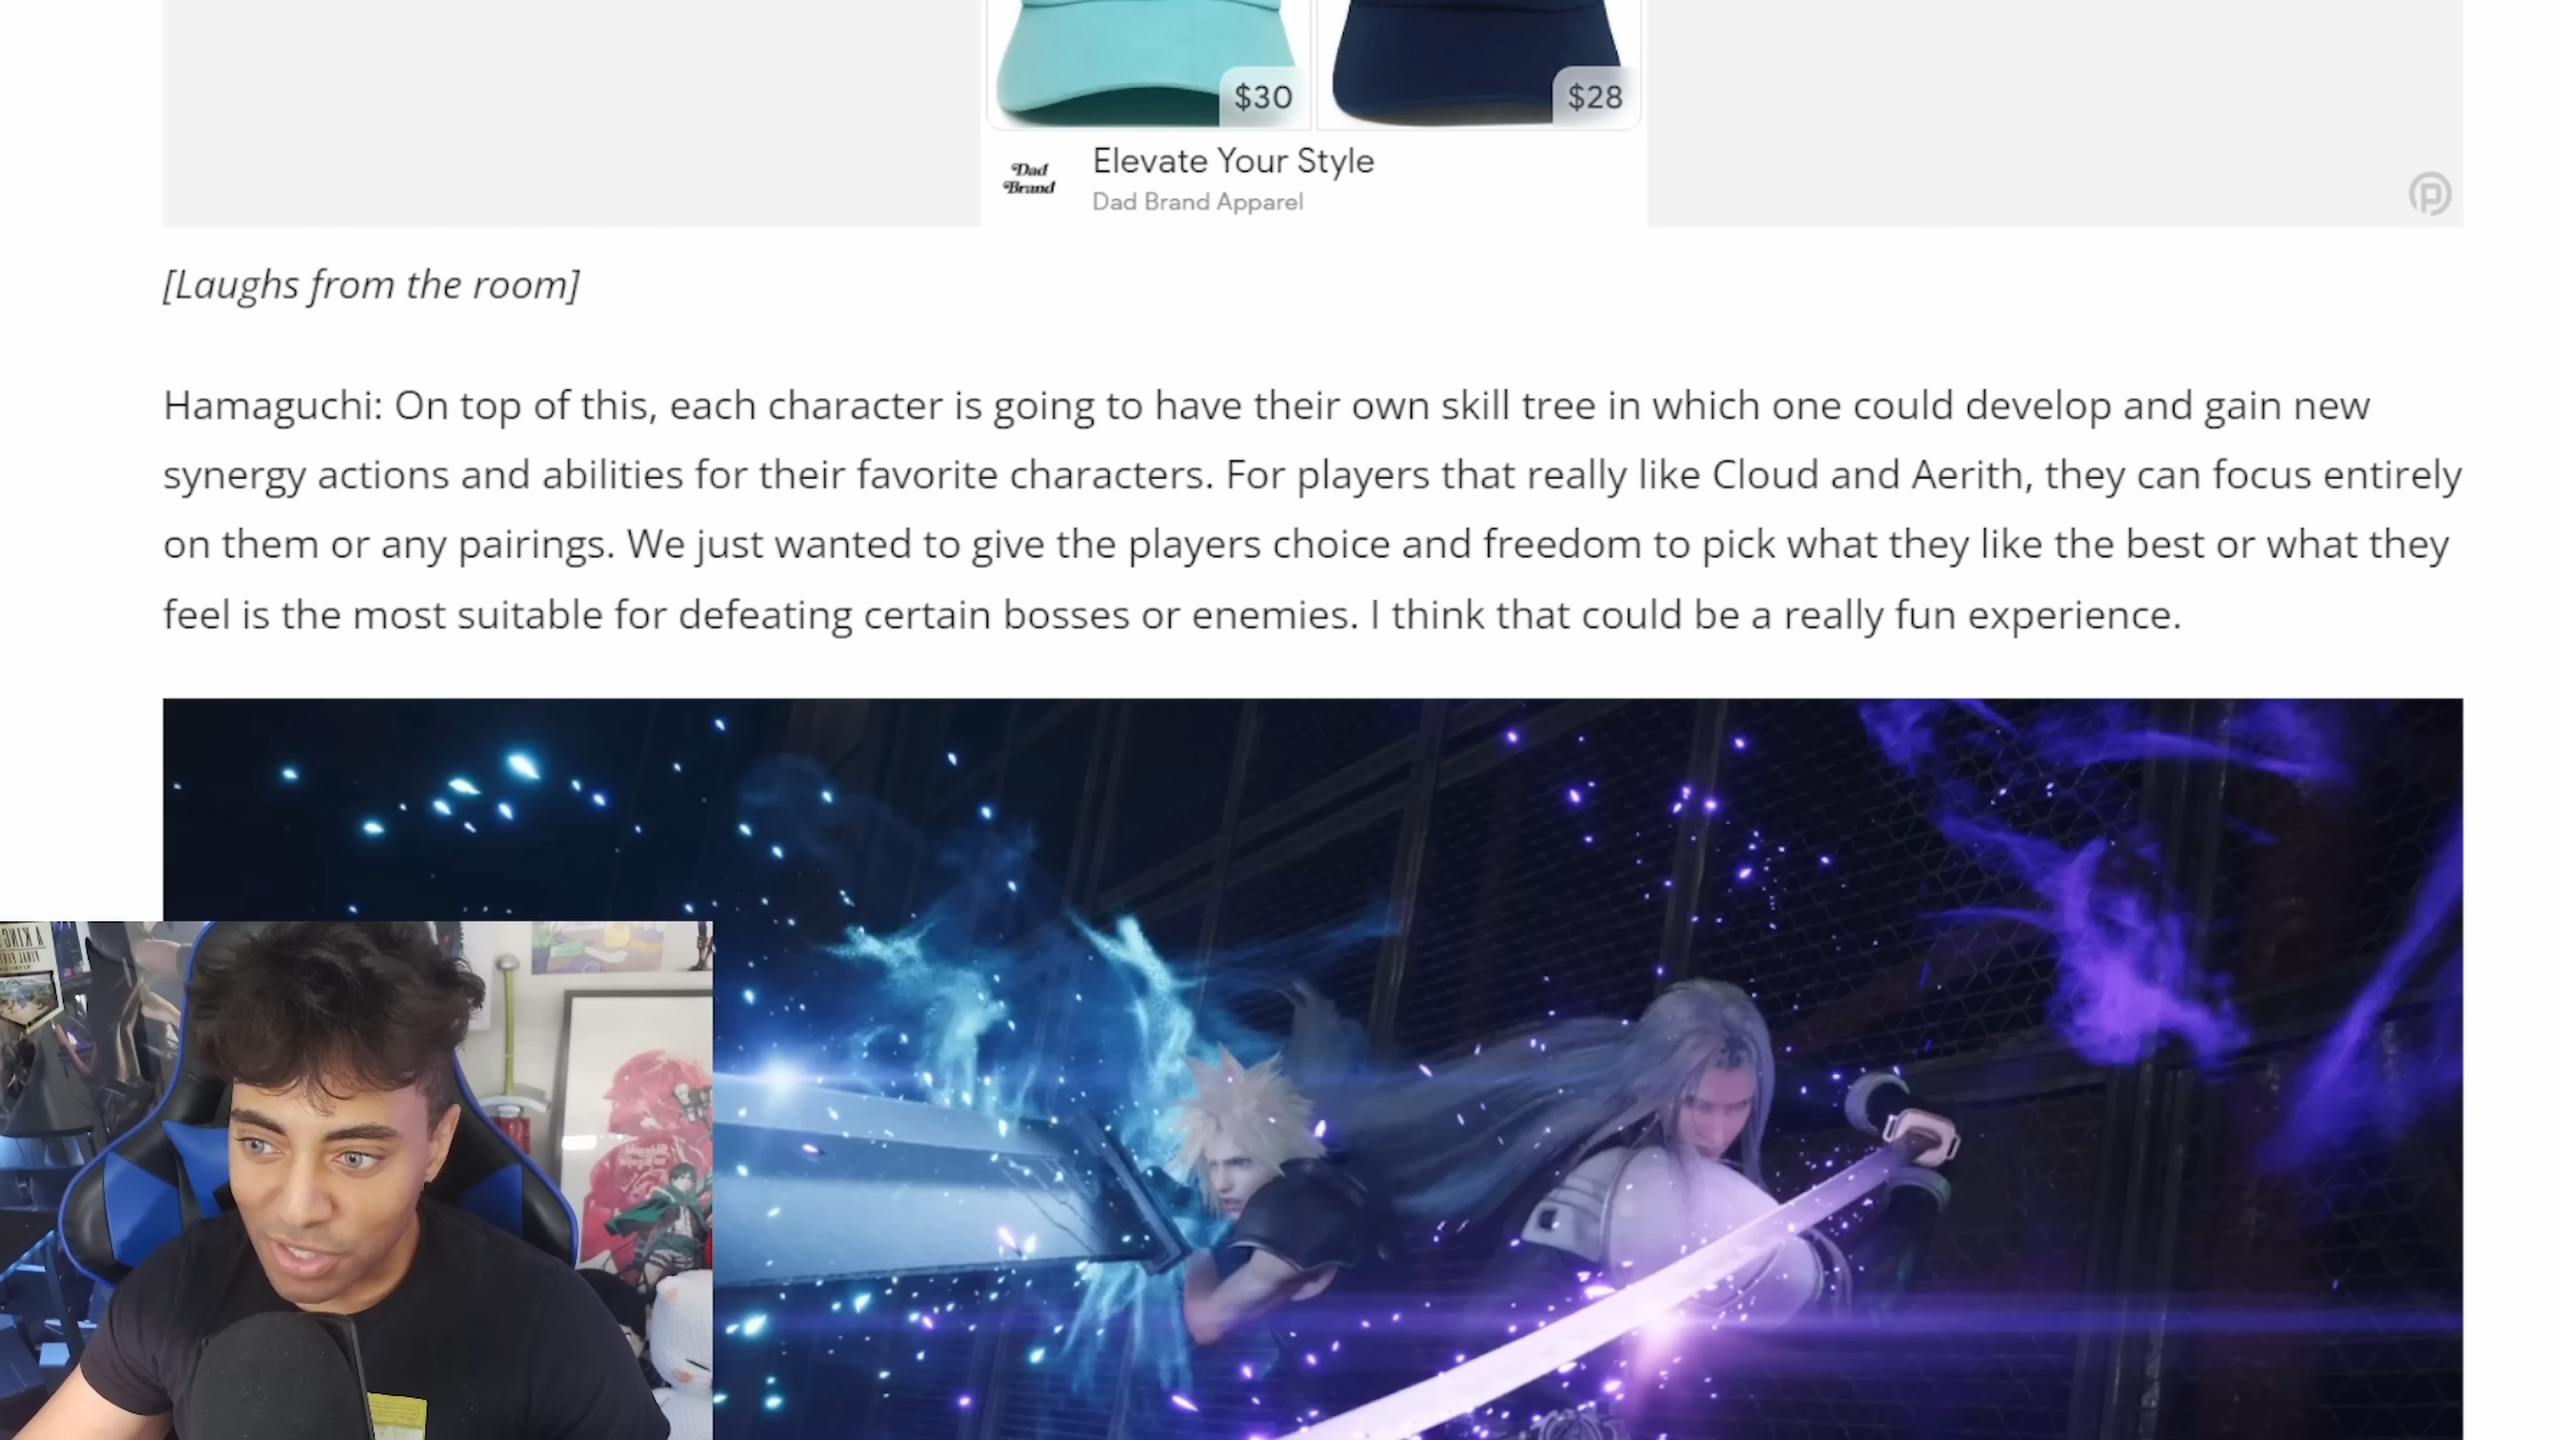 $30
$28
Dad
Brand
Elevate Your Style
Dad Brand Apparel
[Laughs from the room]
Hamaguchi: On top of this, each character is going to have their own skill tree in which one could develop and gain new
synergy actions and abilities for their favorite characters. For players that really like Cloud and Aerith, they can focus entirely
on them or any pairings. We just wanted to give the players choice and freedom to pick what they like the best or what they
feel is the most suitable for defeating certain bosses or enemies. I think that could be a really fun experience.